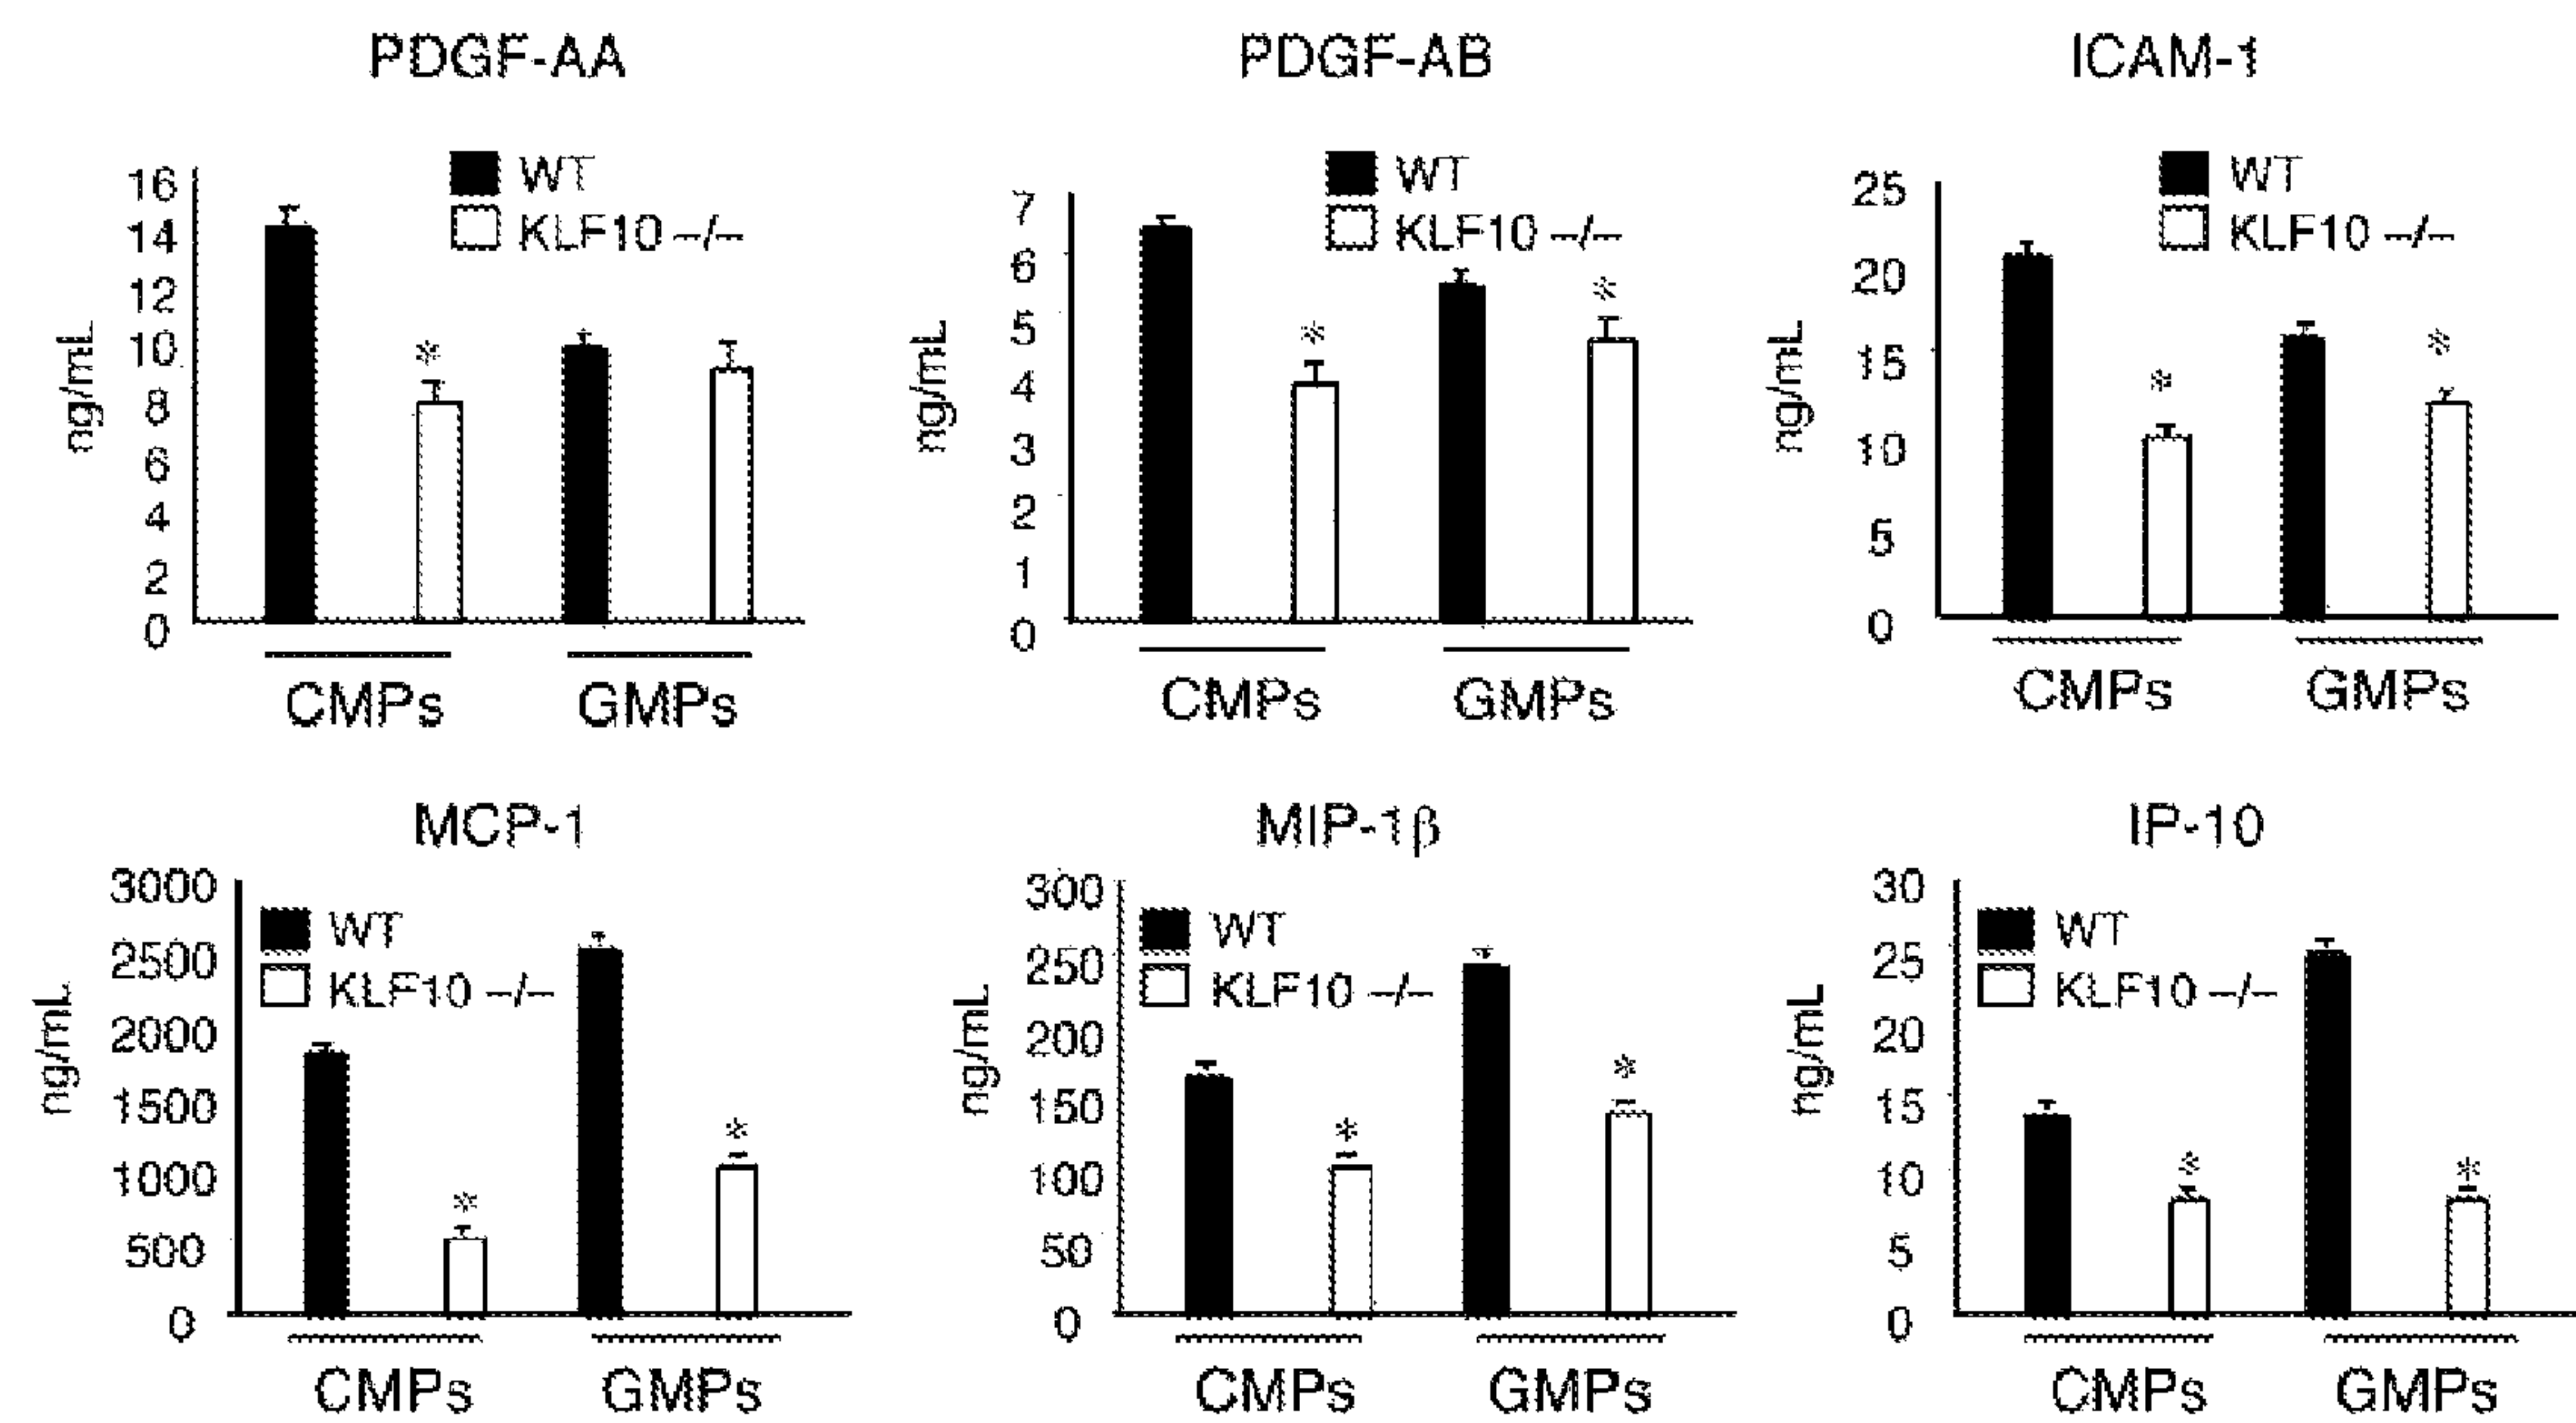 PDGF-AA
WT
KLF10 –/–
ng/mL
16
14
12
10
8
6
4
2
0
*
CMPs
GMPs
PDGF-AB
WT
KLF10 –/–
ng/mL
7
6
5
4
3
2
1
0
*
*
CMPs
GMPs
ICAM-1
WT
KLF10 –/–
ng/mL
25
20
15
10
5
0
*
*
CMPs
GMPs
MCP-1
WT
KLF10 –/–
ng/mL
3000
2500
2000
1500
1000
500
0
*
*
CMPs
GMPs
MIP-1β
WT
KLF10 –/–
ng/mL
300
250
200
150
100
50
0
*
*
CMPs
GMPs
IP-10
WT
KLF10 –/–
ng/mL
30
25
20
15
10
5
0
*
*
CMPs
GMPs